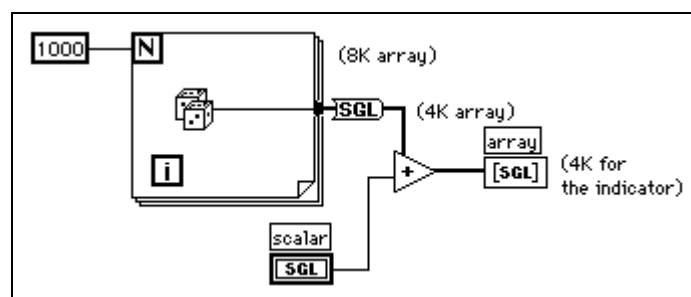 1000
N
(8K array)
SGL
(4K array)
i
+
array
[SGL]
(4K for
the indicator)
scalar
SGL